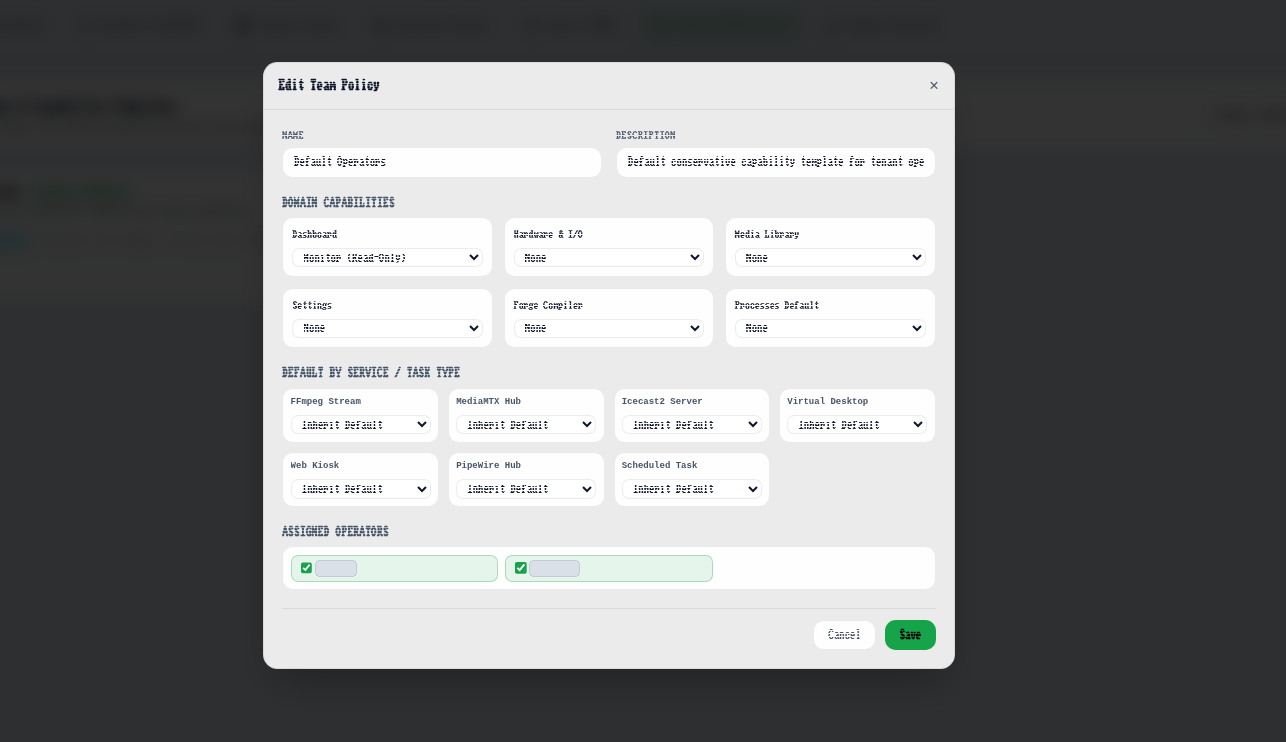 Edit Team Policy
×
NAME
DESCRIPTION
Default Operators
Default conservative capability template for tenant ope
DOMAIN CAPABILITIES
Dashboard
Hardware & I/O
Media Library
Monitor (Read-Only)
None
None
Settings
Forge Compiler
Processes Default
None
None
None
DEFAULT BY SERVICE / TASK TYPE
FFmpeg Stream
MediaMTX Hub
Icecast2 Server
Virtual Desktop
Inherit Default
Inherit Default
Inherit Default
Inherit Default
Web Kiosk
PipeWire Hub
Scheduled Task
Inherit Default
Inherit Default
Inherit Default
ASSIGNED OPERATORS
Cancel
Save